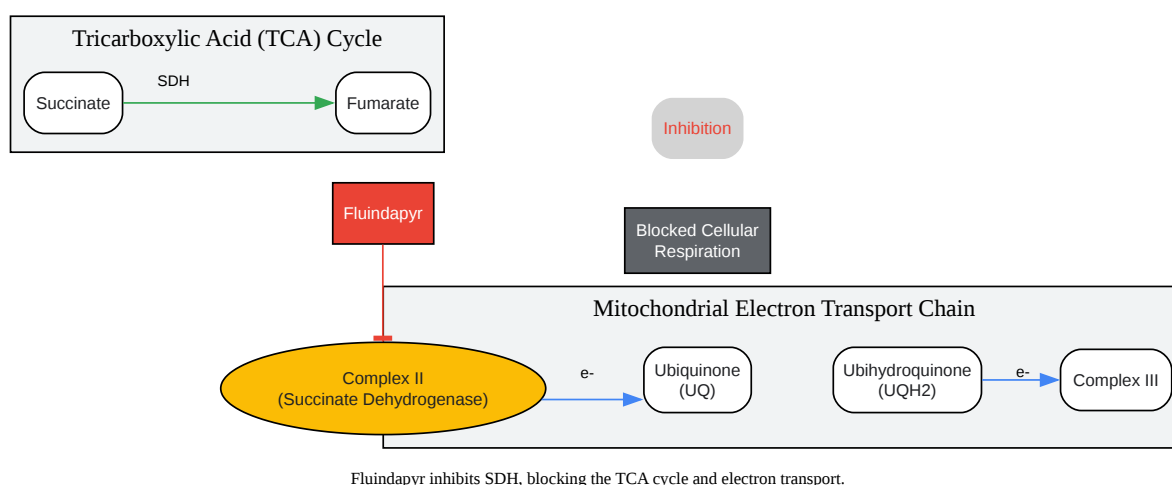 Tricarboxylic Acid (TCA) Cycle
SDH
Succinate
Fumarate
Inhibition
Fluindapyr
Blocked Cellular
Respiration
Mitochondrial Electron Transport Chain
Complex II
(Succinate Dehydrogenase)
e-
Ubiquinone
(UQ)
Ubihydroquinone
(UQH2)
e-
Complex III
Fluindapyr inhibits SDH, blocking the TCA cycle and electron transport.